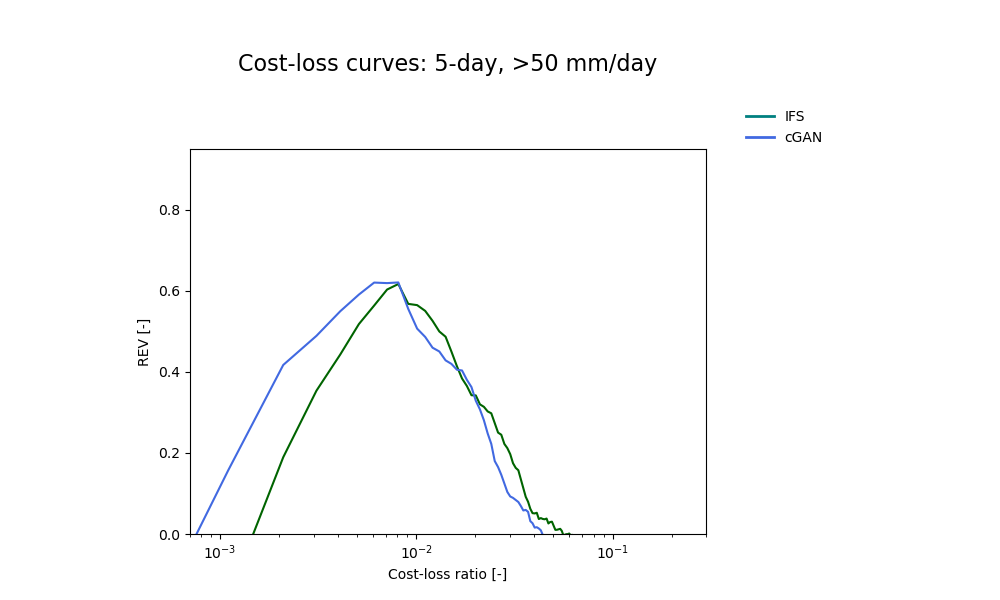 Cost-loss curves: 5-day, >50 mm/day
IFS
cGAN
0.8
0.6
0.4
0.2
0.0
REV [-]
10⁻³ 10⁻² 10⁻¹
Cost-loss ratio [-]